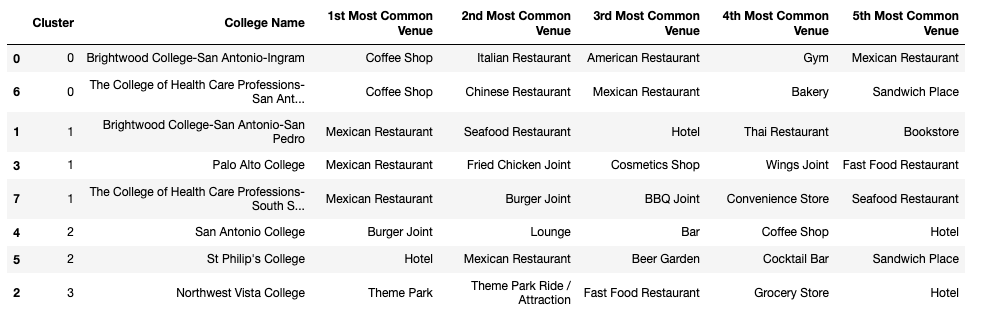 Cluster College Name 1st Most Common Venue 2nd Most Common Venue 3rd Most Common Venue 4th Most Common Venue 5th Most Common Venue
0 0 Brightwood College-San Antonio-Ingram Coffee Shop Italian Restaurant American Restaurant Gym Mexican Restaurant
6 0 The College of Health Care Professions-San Ant... Coffee Shop Chinese Restaurant Mexican Restaurant Bakery Sandwich Place
1 1 Brightwood College-San Antonio-San Pedro Mexican Restaurant Seafood Restaurant Hotel Thai Restaurant Bookstore
3 1 Palo Alto College Mexican Restaurant Fried Chicken Joint Cosmetics Shop Wings Joint Fast Food Restaurant
7 1 The College of Health Care Professions-South S... Mexican Restaurant Burger Joint BBQ Joint Convenience Store Seafood Restaurant
4 2 San Antonio College Burger Joint Lounge Bar Coffee Shop Hotel
5 2 St Philip's College Hotel Mexican Restaurant Beer Garden Cocktail Bar Sandwich Place
2 3 Northwest Vista College Theme Park Theme Park Ride / Attraction Fast Food Restaurant Grocery Store Hotel